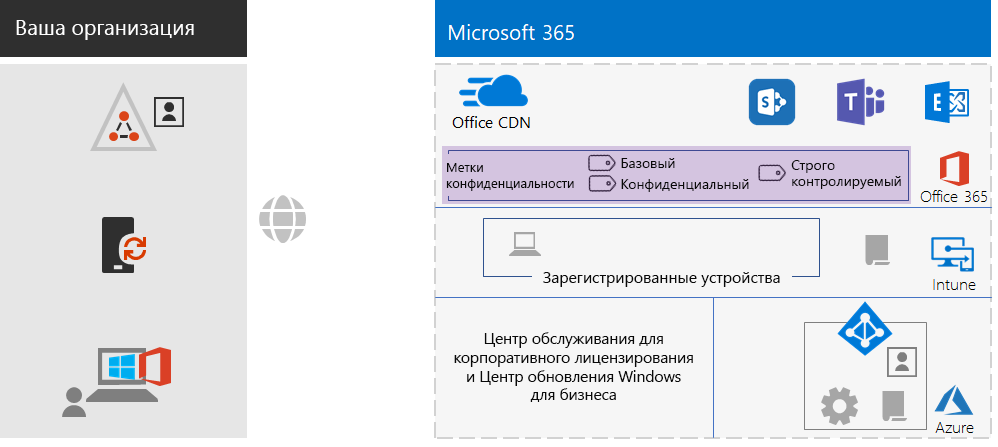 Ваша организация
Microsoft 365
Office CDN
Метки
конфиденциальности
Базовый
Конфиденциальный
Строго
контролируемый
Office 365
Зарегистрированные устройства
Intune
Центр обслуживания для
корпоративного лицензирования
и Центр обновления Windows
для бизнеса
Azure